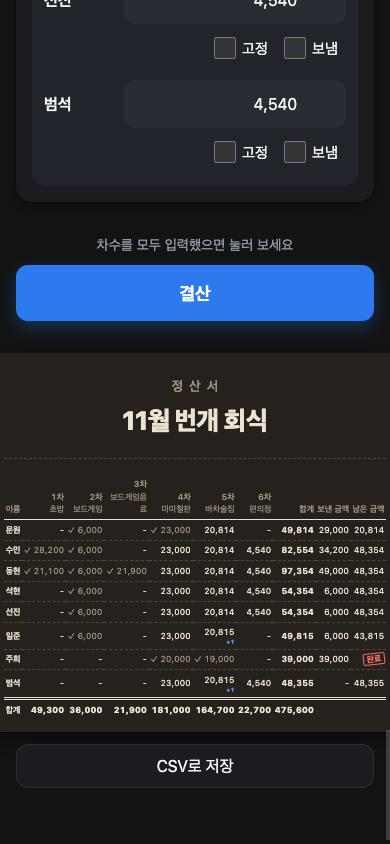 선진 4,540
고정 보냄
범석 4,540
고정 보냄
차수를 모두 입력했으면 눌러 보세요
결산
정산서
11월 번개 회식
이름 1차 초밥 2차 보드게임 3차 보드게임음료 4차 미미철판 5차 바차술집 6차 편의점 합계 보낸 금액 남은 금액
문원 - ✓ 6,000 - ✓ 23,000 20,814 - 49,814 29,000 20,814
수민 ✓ 28,200 ✓ 6,000 - 23,000 20,814 4,540 82,554 34,200 48,354
동현 ✓ 21,100 ✓ 6,000 ✓ 21,900 23,000 20,814 4,540 97,354 49,000 48,354
석현 - ✓ 6,000 - 23,000 20,814 4,540 54,354 6,000 48,354
선진 - ✓ 6,000 - 23,000 20,814 4,540 54,354 6,000 48,354
일준 - ✓ 6,000 - 23,000 20,815 +1 - 49,815 6,000 43,815
주희 - - - ✓ 20,000 ✓ 19,000 - 39,000 39,000 완료
범석 - - - 23,000 20,815 +1 4,540 48,355 - 48,355
합계 49,300 36,000 21,900 181,000 164,700 22,700 475,600
CSV로 저장